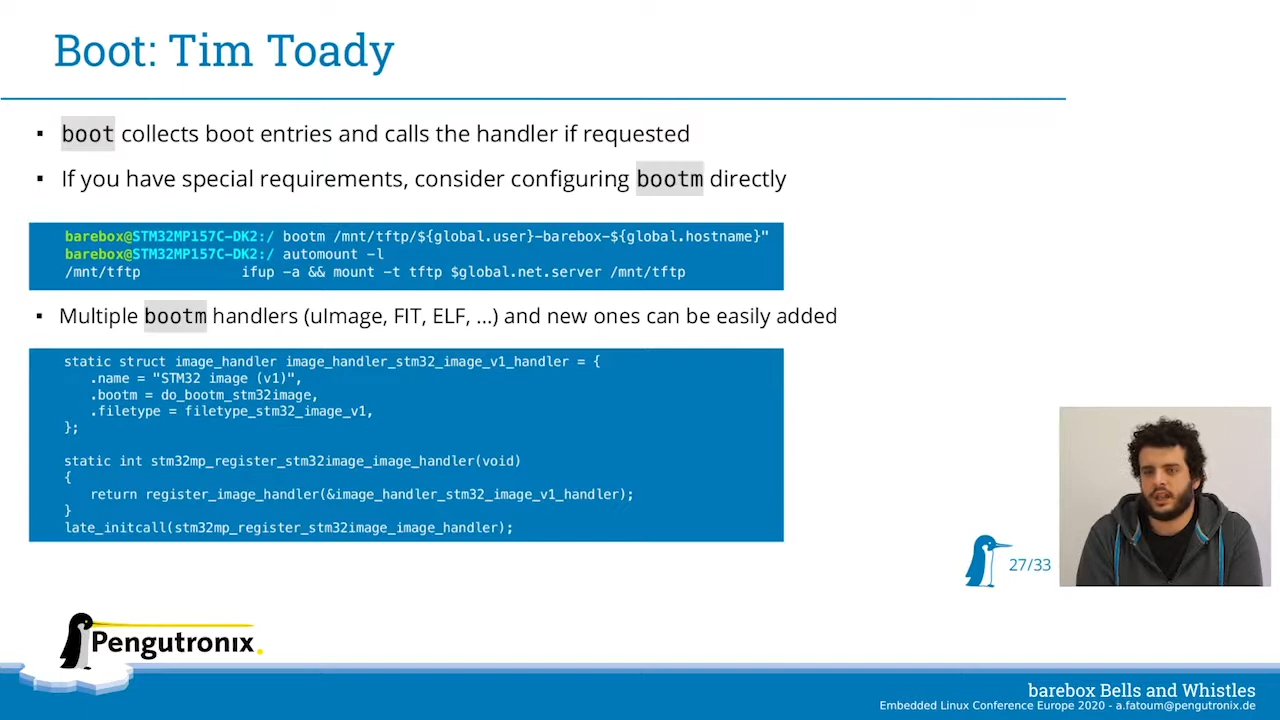 Boot: Tim Toady
▪ boot collects boot entries and calls the handler if requested
▪ If you have special requirements, consider configuring bootm directly
barebox@STM32MP157C-DK2:/ bootm /mnt/tftp/${global.user}-barebox-${global.hostname}"
barebox@STM32MP157C-DK2:/ automount -l
/mnt/tftp ifup -a && mount -t tftp $global.net.server /mnt/tftp
▪ Multiple bootm handlers (uImage, FIT, ELF, ...) and new ones can be easily added
static struct image_handler image_handler_stm32_image_v1_handler = {
.name = "STM32 image (v1)",
.bootm = do_bootm_stm32image,
.filetype = filetype_stm32_image_v1,
};
static int stm32mp_register_stm32image_image_handler(void)
{
return register_image_handler(&image_handler_stm32_image_v1_handler);
}
late_initcall(stm32mp_register_stm32image_image_handler);
27/33
Pengutronix
barebox Bells and Whistles
Embedded Linux Conference Europe 2020 - a.fatoum@pengutronix.de